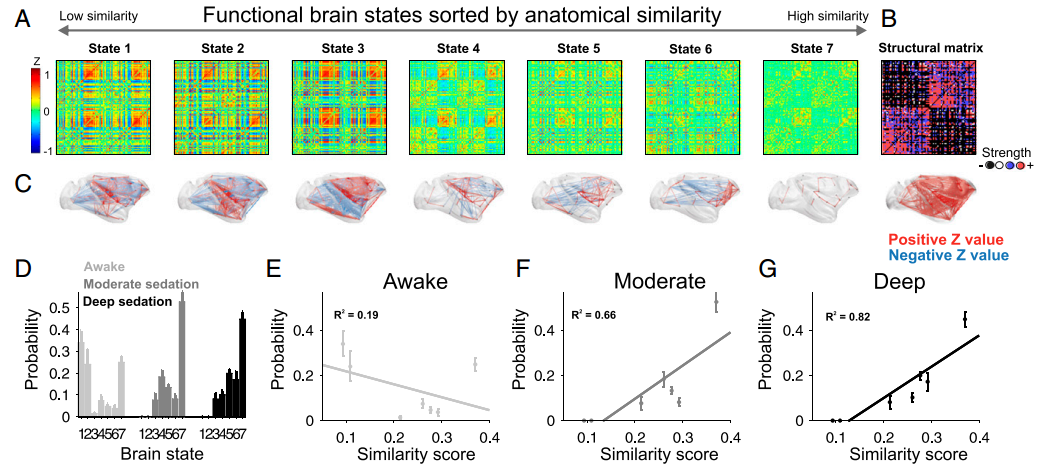 A
Low similarity
Functional brain states sorted by anatomical similarity
High similarity
B
State 1
State 2
State 3
State 4
State 5
State 6
State 7
Structural matrix
Z
1
0
-1
Strength
- +
C
Positive Z value
Negative Z value
D
Awake
Moderate sedation
Deep sedation
Probability
0.5
0.4
0.3
0.2
0.1
0
1234567 1234567 1234567
Brain state
E
Awake
R² = 0.19
Probability
0.4
0.2
0
0.1 0.2 0.3 0.4
Similarity score
F
Moderate
R² = 0.66
Probability
0.4
0.2
0
0.1 0.2 0.3 0.4
Similarity score
G
Deep
R² = 0.82
Probability
0.4
0.2
0
0.1 0.2 0.3 0.4
Similarity score